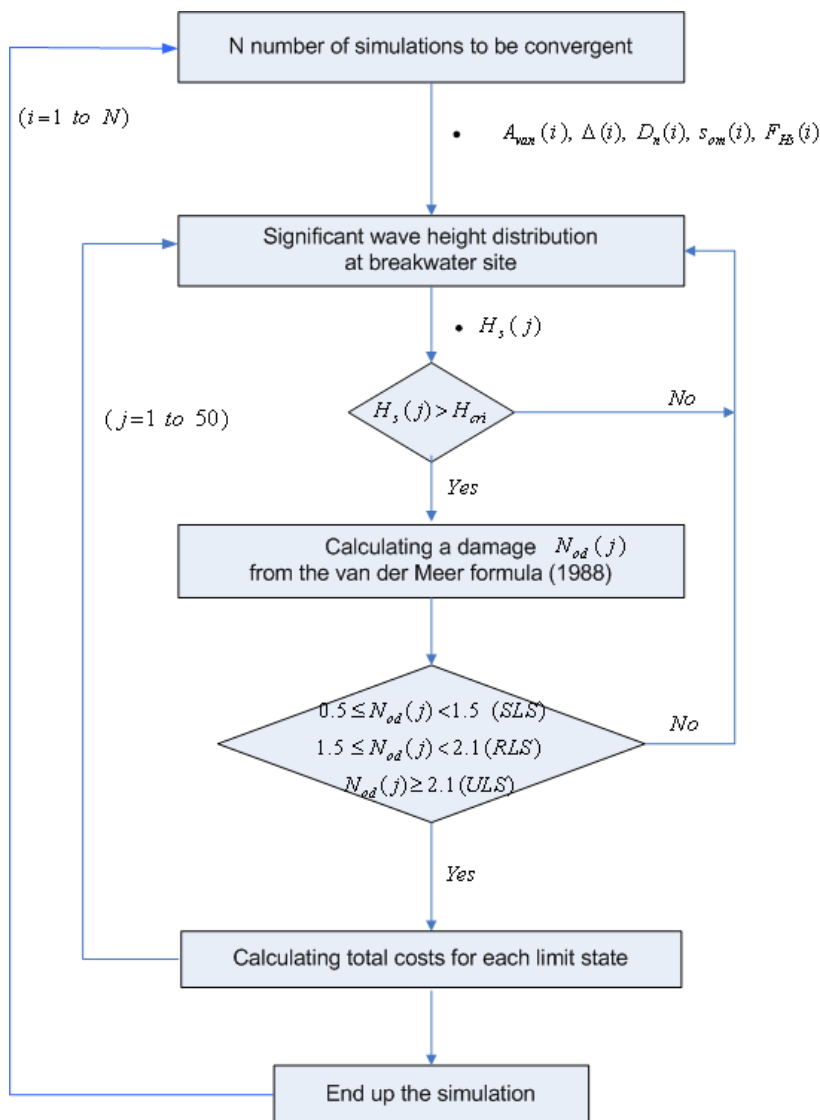 N number of simulations to be convergent
(i=1 to N)
• A_van(i), Δ(i), D_n(i), s_om(i), F_Hs(i)
Significant wave height distribution
at breakwater site
• H_s(j)
(j=1 to 50)
H_s(j)>H_cri
No
Yes
Calculating a damage N_od(j)
from the van der Meer formula (1988)
0.5≤N_od(j)<1.5 (SLS)
1.5≤N_od(j)<2.1(RLS)
N_od(j)≥2.1(ULS)
No
Yes
Calculating total costs for each limit state
End up the simulation